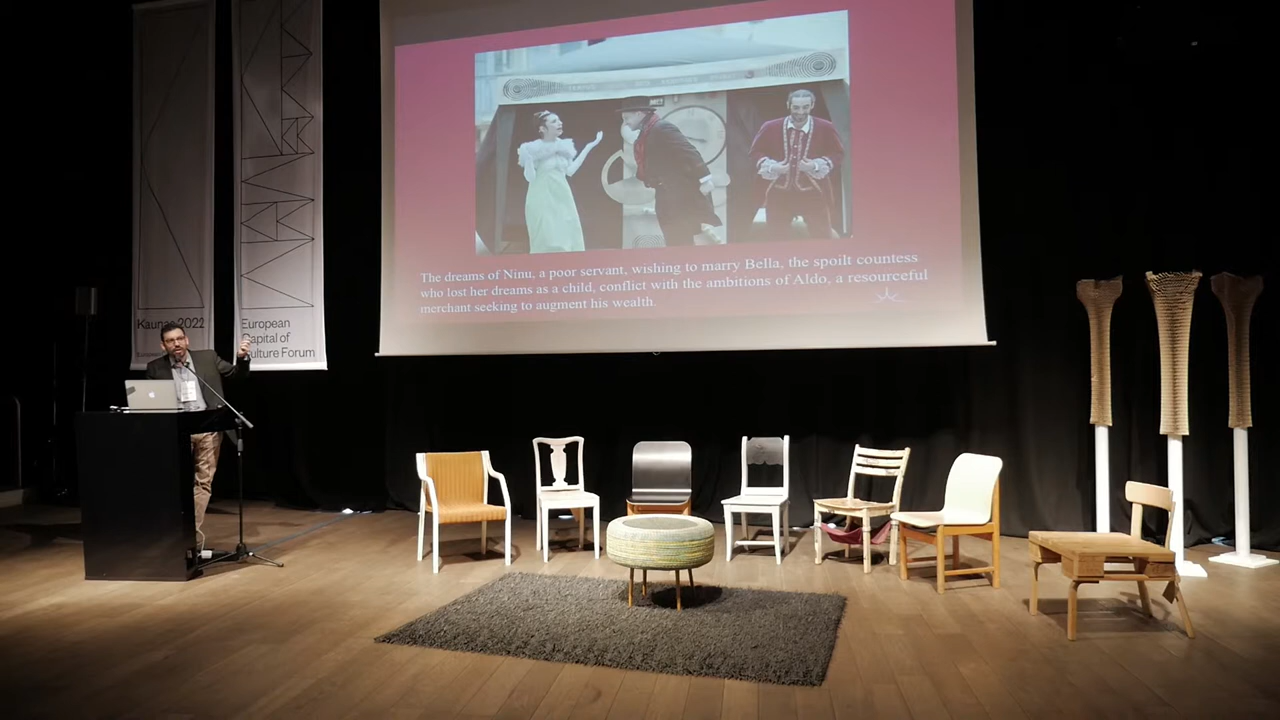 The dreams of Ninu, a poor servant, wishing to marry Bella, the spoilt countess
who lost her dreams as a child, conflict with the ambitions of Aldo, a resourceful
merchant seeking to augment his wealth.
Kaunas 2022
European
Capital of
Culture Forum